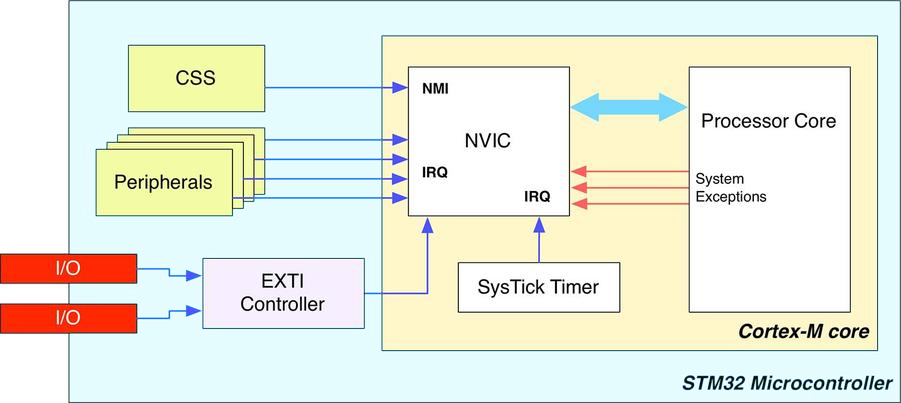 CSS
NMI
NVIC
Processor Core
Peripherals
IRQ
IRQ
System
Exceptions
I/O
I/O
EXTI
Controller
SysTick Timer
Cortex-M core
STM32 Microcontroller